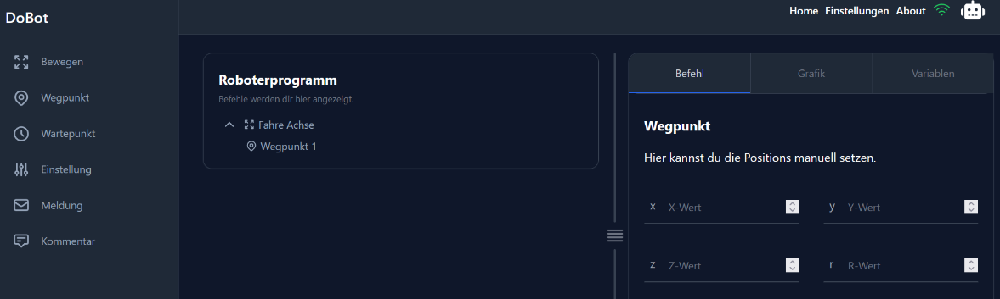 DoBot
Home Einstellungen About
Bewegen
Wegpunkt
Wartepunkt
Einstellung
Meldung
Kommentar
Roboterprogramm
Befehle werden dir hier angezeigt.
Fahre Achse
Wegpunkt 1
Befehl Grafik Variablen
Wegpunkt
Hier kannst du die Positions manuell setzen.
x X-Wert y Y-Wert
z Z-Wert r R-Wert